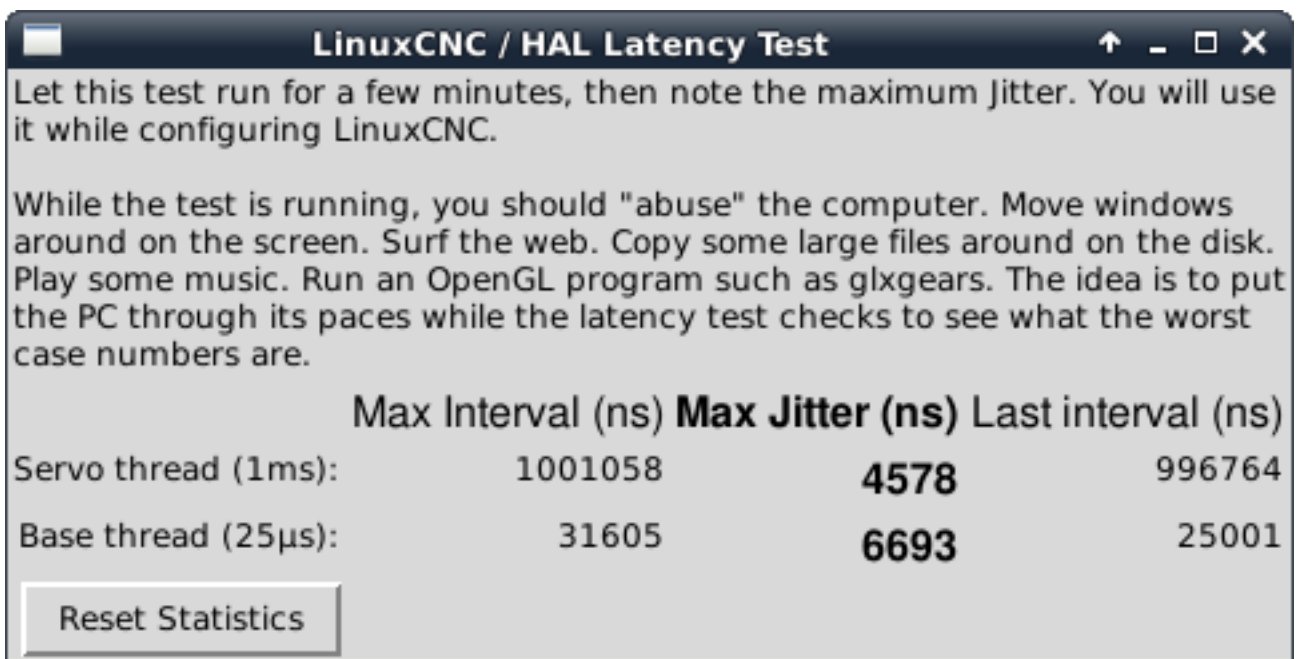 LinuxCNC / HAL Latency Test
Let this test run for a few minutes, then note the maximum Jitter. You will use
it while configuring LinuxCNC.
While the test is running, you should "abuse" the computer. Move windows
around on the screen. Surf the web. Copy some large files around on the disk.
Play some music. Run an OpenGL program such as glxgears. The idea is to put
the PC through its paces while the latency test checks to see what the worst
case numbers are.
Max Interval (ns) Max Jitter (ns) Last interval (ns)
Servo thread (1ms): 1001058 4578 996764
Base thread (25µs): 31605 6693 25001
Reset Statistics